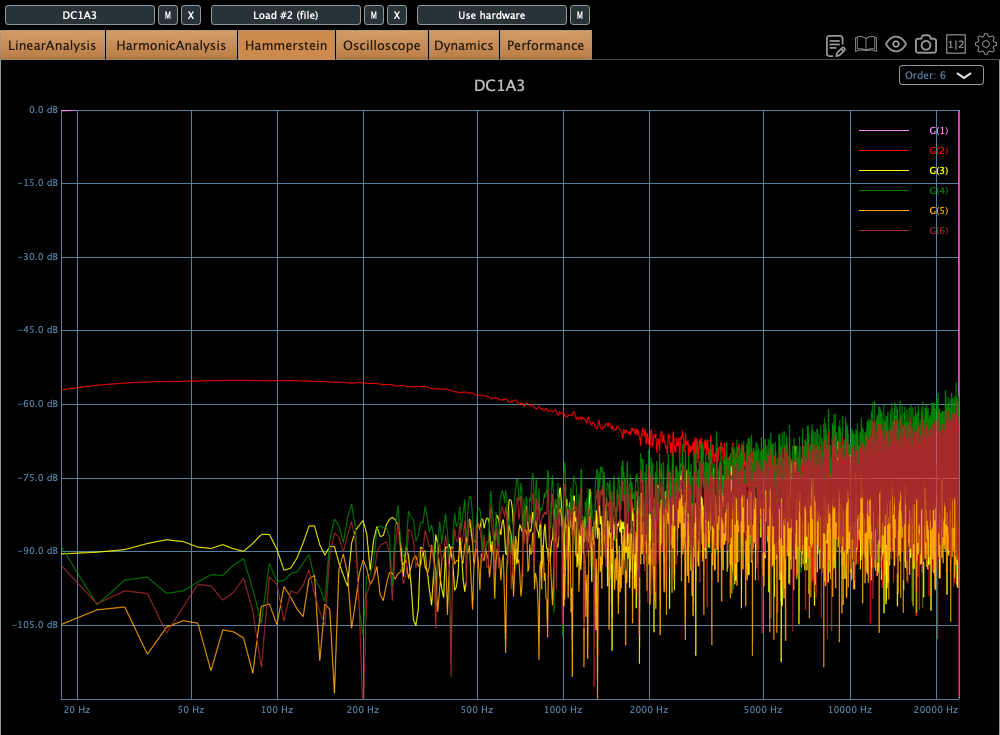 DC1A3 M X Load #2 (file) M X Use hardware M
LinearAnalysis HarmonicAnalysis Hammerstein Oscilloscope Dynamics Performance 1|2
Order: 6
DC1A3
0.0 dB
G(1)
G(2)
G(3)
-15.0 dB
G(4)
G(5)
G(6)
-30.0 dB
-45.0 dB
-60.0 dB
-75.0 dB
-90.0 dB
-105.0 dB
20 Hz 50 Hz 100 Hz 200 Hz 500 Hz 1000 Hz 2000 Hz 5000 Hz 10000 Hz 20000 Hz